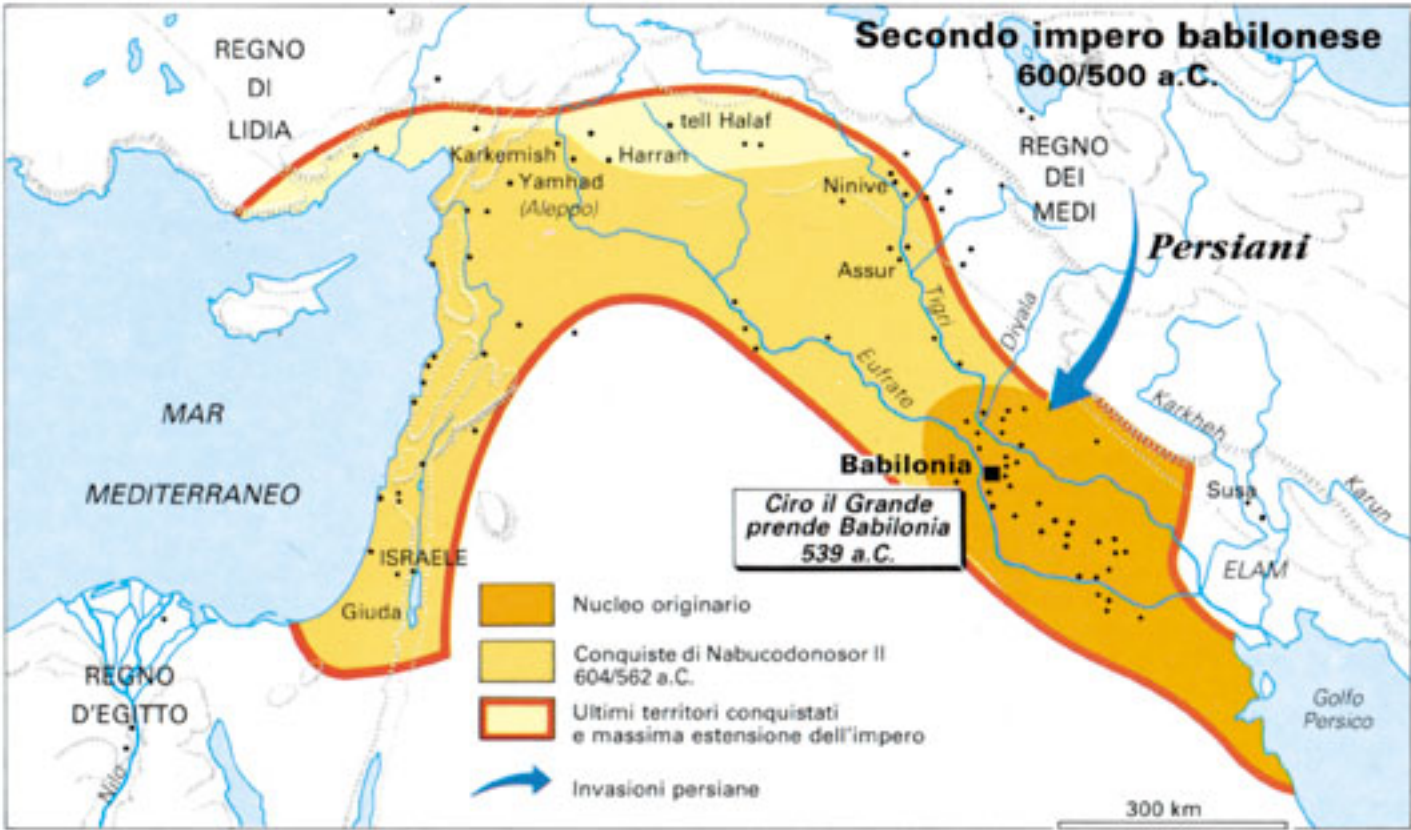 Secondo impero babilonese
600/500 a.C.
REGNO
DI
LIDIA
tell Halaf
Karkemish
Harran
Yamhad
(Aleppo)
Ninive
REGNO
DEI
MEDI
Persiani
Assur
Tigri
Diyala
Eufrate
Karkheh
MAR
MEDITERRANEO
Babilonia
Susa
Karun
Ciro il Grande
prende Babilonia
539 a.C.
ELAM
ISRAELE
Giuda
Nucleo originario
Conquiste di Nabucodonosor II
604/562 a.C.
REGNO
D'EGITTO
Nilo
Golfo
Persico
Ultimi territori conquistati
e massima estensione dell'impero
Invasioni persiane
300 km